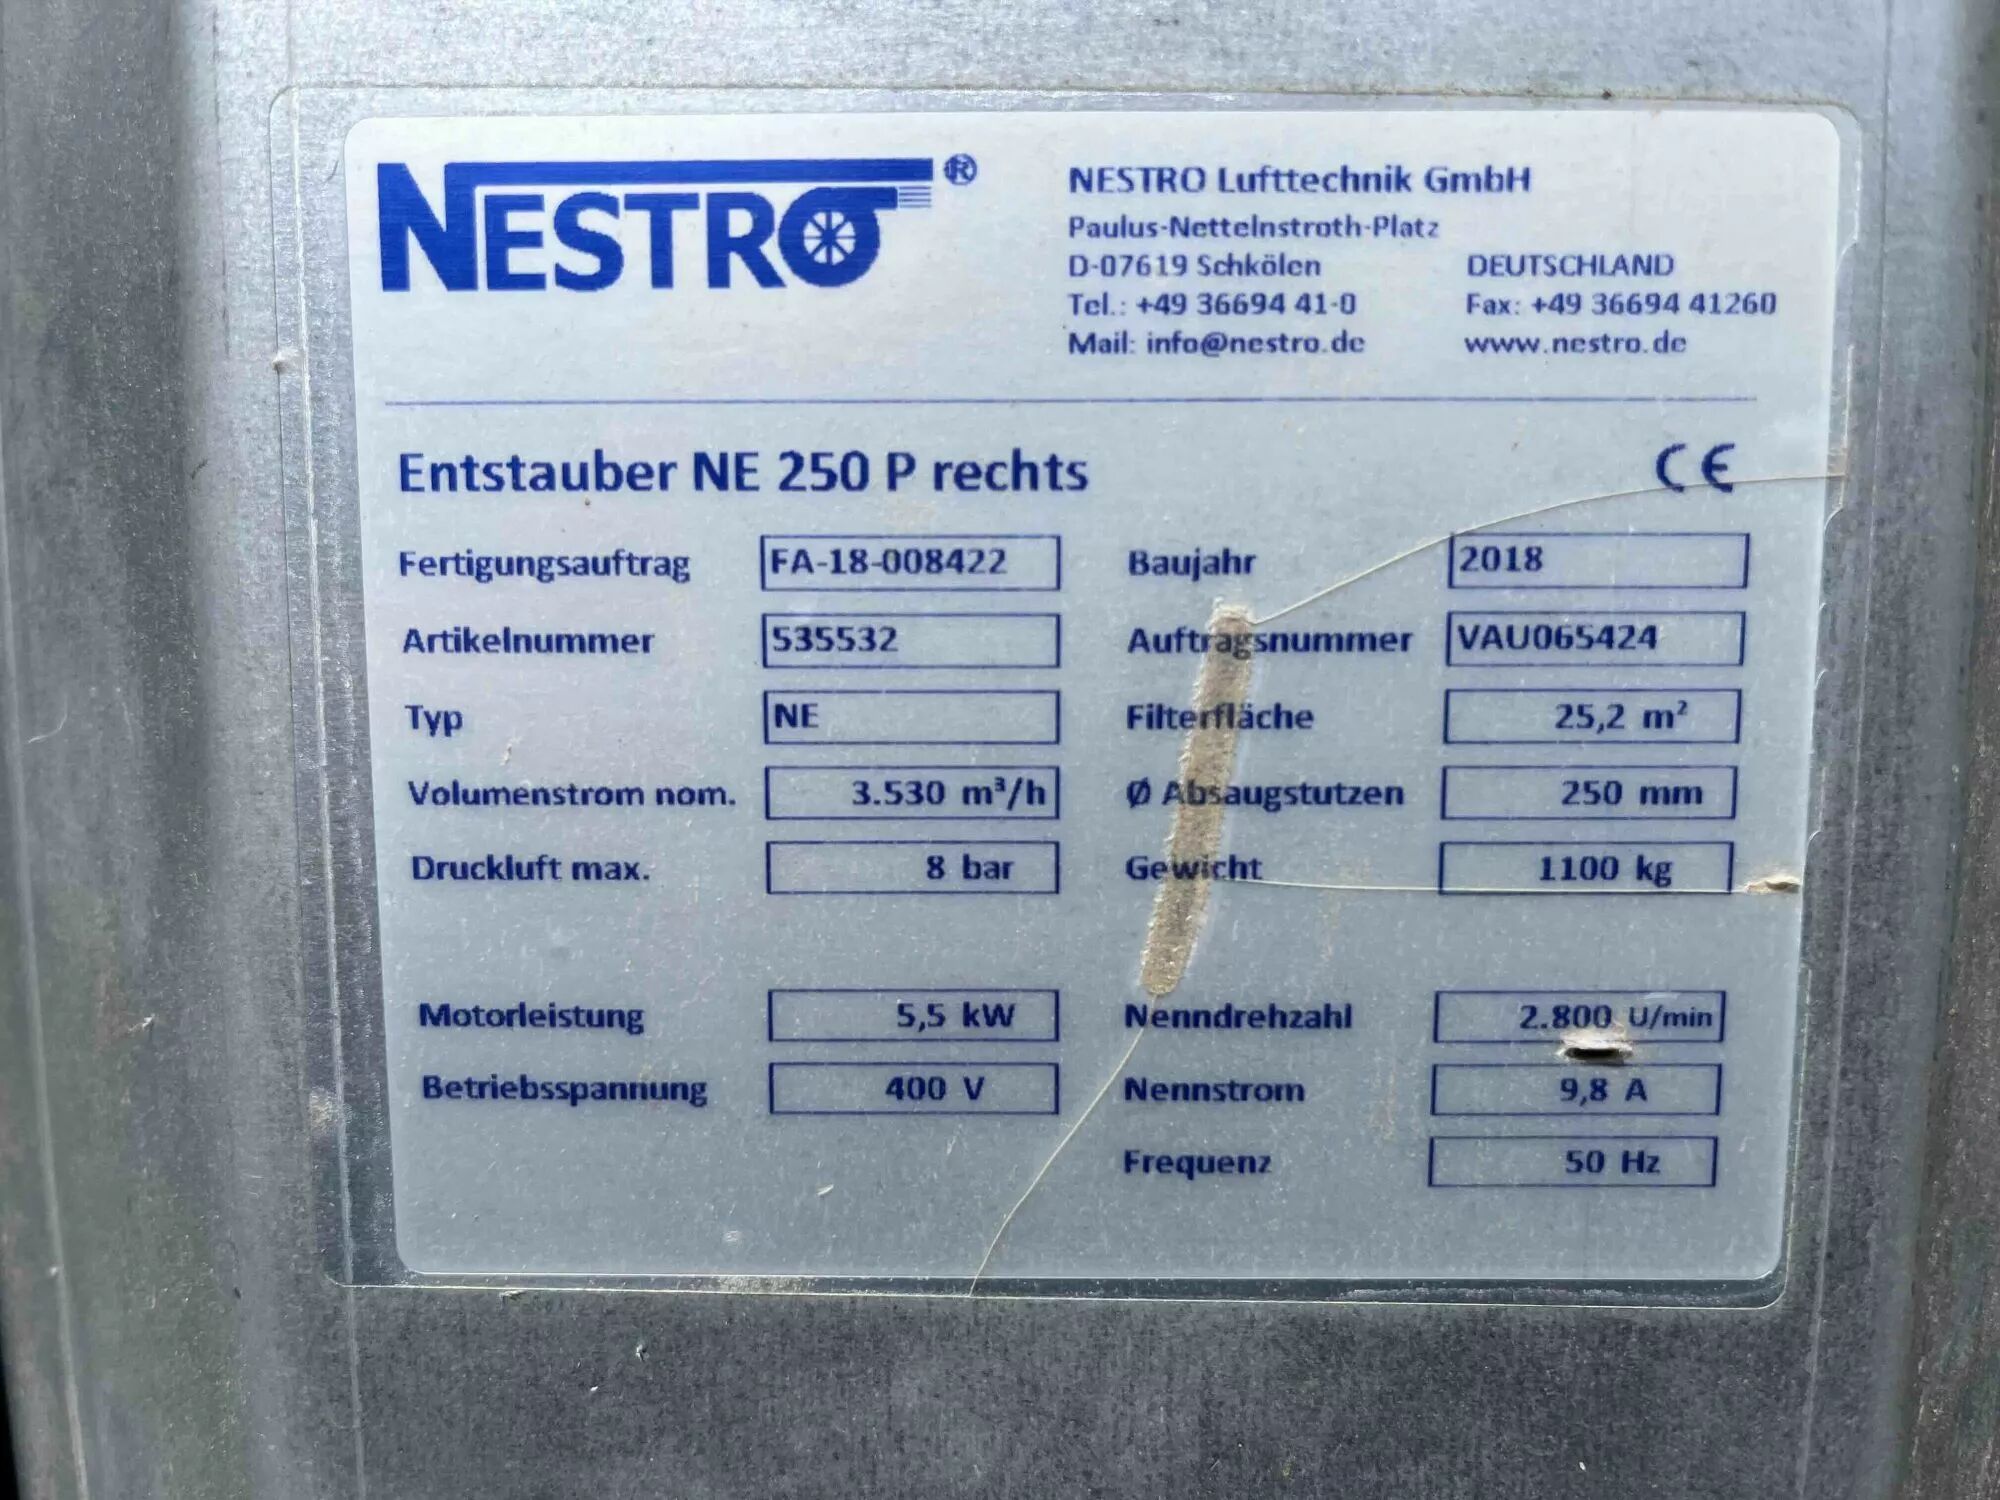 NESTRO®
NESTRO Lufttechnik GmbH
Paulus-Nettelnstroth-Platz
D-07619 Schkölen DEUTSCHLAND
Tel.: +49 36694 41-0 Fax: +49 36694 41260
Mail: info@nestro.de www.nestro.de
Entstauber NE 250 P rechts CE
Fertigungsauftrag FA-18-008422 Baujahr 2018
Artikelnummer 535532 Auftragsnummer VAU065424
Typ NE Filterfläche 25,2 m²
Volumenstrom nom. 3.530 m³/h Ø Absaugstutzen 250 mm
Druckluft max. 8 bar Gewicht 1100 kg
Motorleistung 5,5 kW Nenndrehzahl 2.800 U/min
Betriebsspannung 400 V Nennstrom 9,8 A
Frequenz 50 Hz